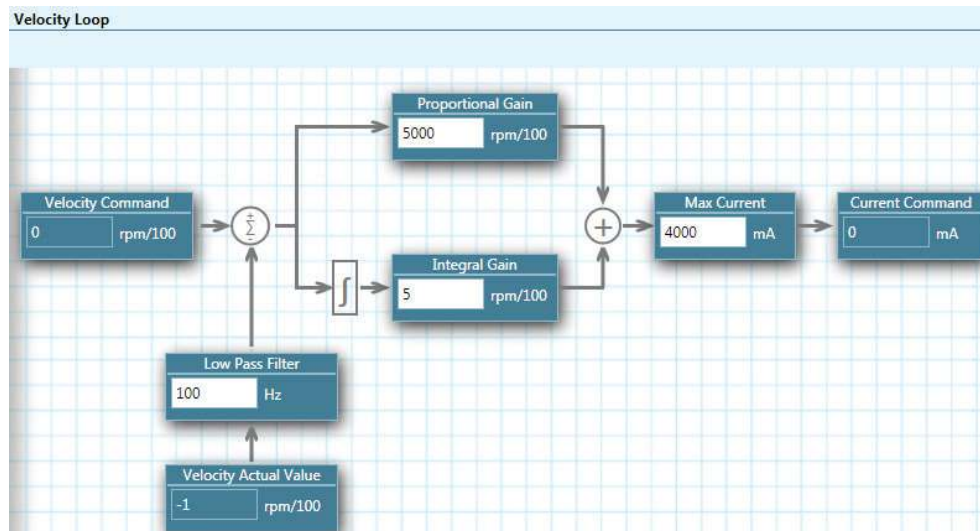 Velocity Loop
Proportional Gain
5000 rpm/100
Velocity Command
0 rpm/100
+
Σ
-
+
Max Current
4000 mA
Current Command
0 mA
∫
Integral Gain
5 rpm/100
Low Pass Filter
100 Hz
Velocity Actual Value
-1 rpm/100